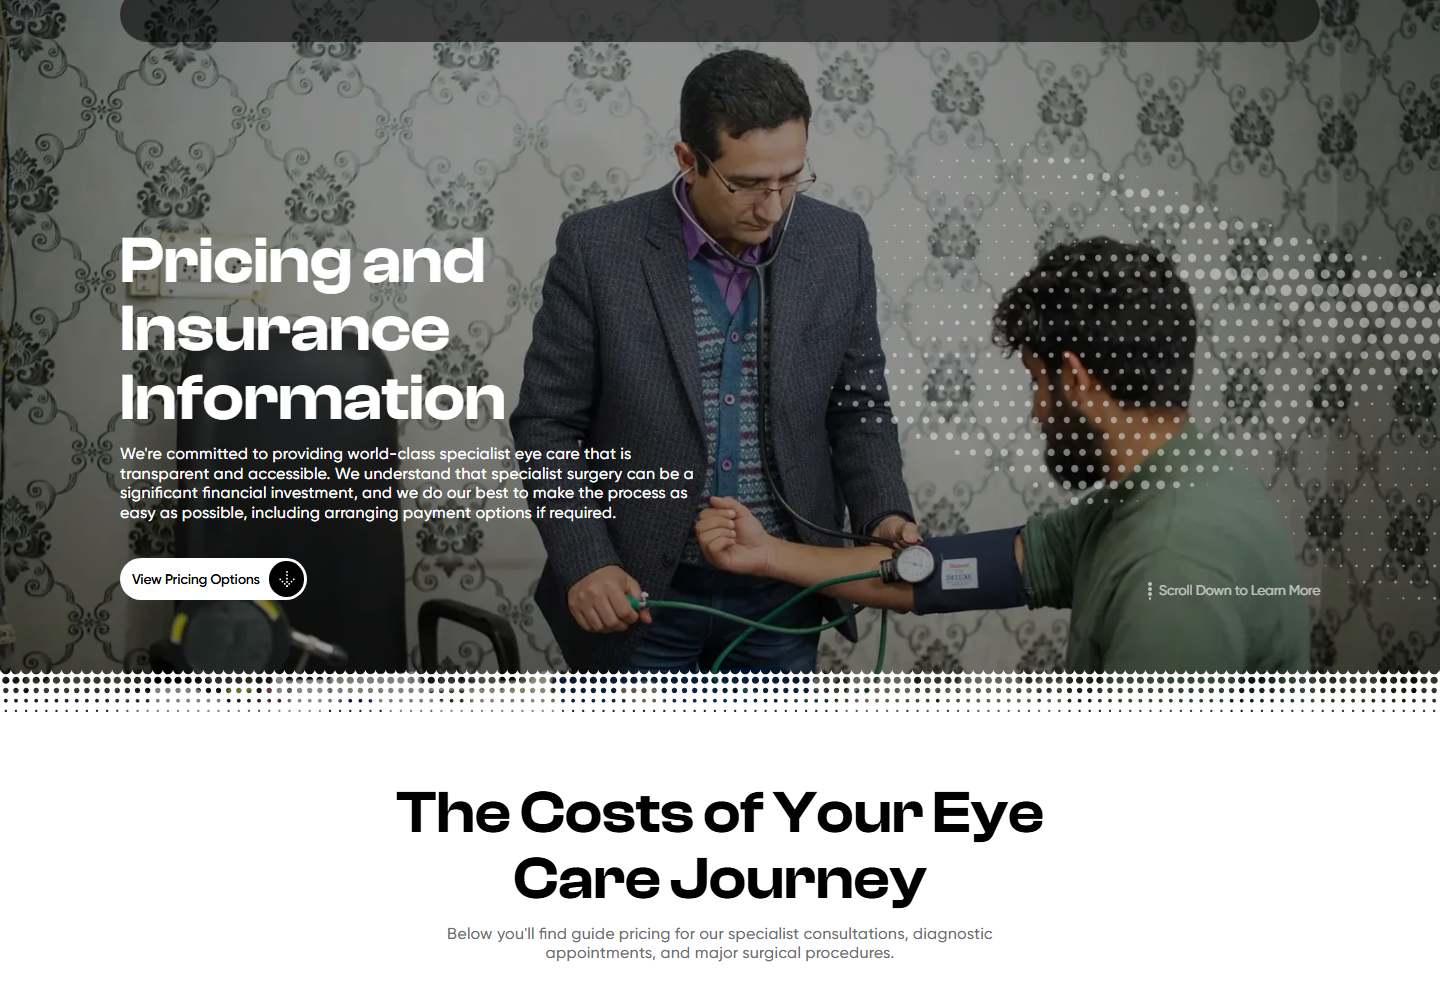 Pricing and
Insurance
Information
We're committed to providing world-class specialist eye care that is
transparent and accessible. We understand that specialist surgery can be a
significant financial investment, and we do our best to make the process as
easy as possible, including arranging payment options if required.
View Pricing Options
Scroll Down to Learn More
The Costs of Your Eye
Care Journey
Below you'll find guide pricing for our specialist consultations, diagnostic
appointments, and major surgical procedures.